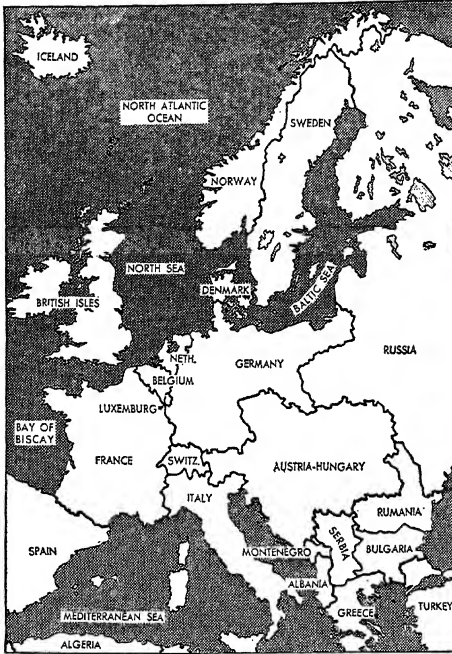 ICELAND
NORTH ATLANTIC
OCEAN
SWEDEN
NORWAY
NORTH SEA
DENMARK
BALTIC SEA
BRITISH ISLES
NETH.
GERMANY
RUSSIA
BELGIUM
LUXEMBURG
BAY OF
BISCAY
FRANCE
SWITZ.
AUSTRIA-HUNGARY
ITALY
RUMANIA
SERBIA
MONTENEGRO
BULGARIA
SPAIN
ALBANIA
GREECE
TURKEY
MEDITERRANEAN SEA
ALGERIA